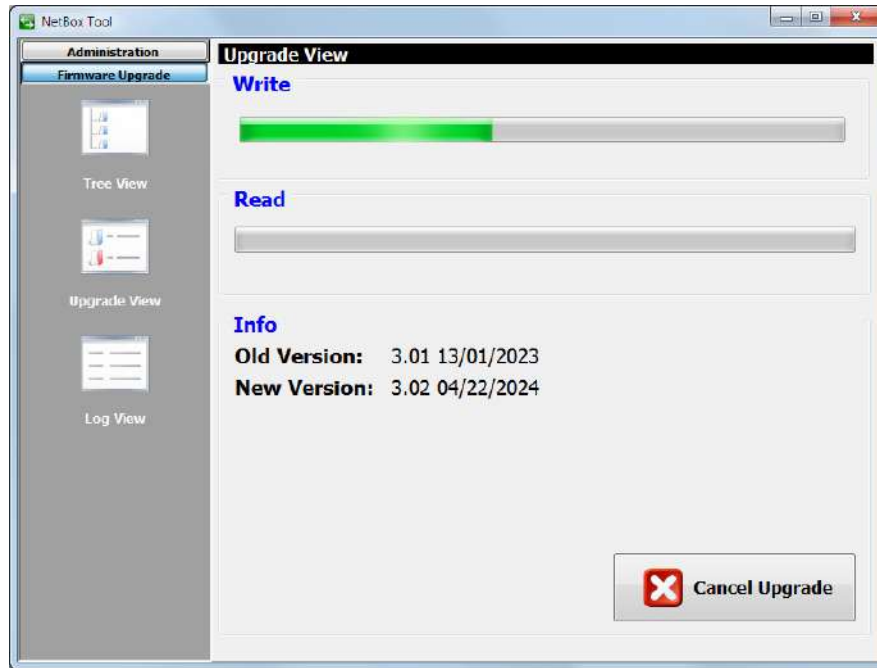 NetBox Tool
Administration
Firmware Upgrade
Tree View
Upgrade View
Log View
Upgrade View
Write
Read
Info
Old Version: 3.01 13/01/2023
New Version: 3.02 04/22/2024
Cancel Upgrade